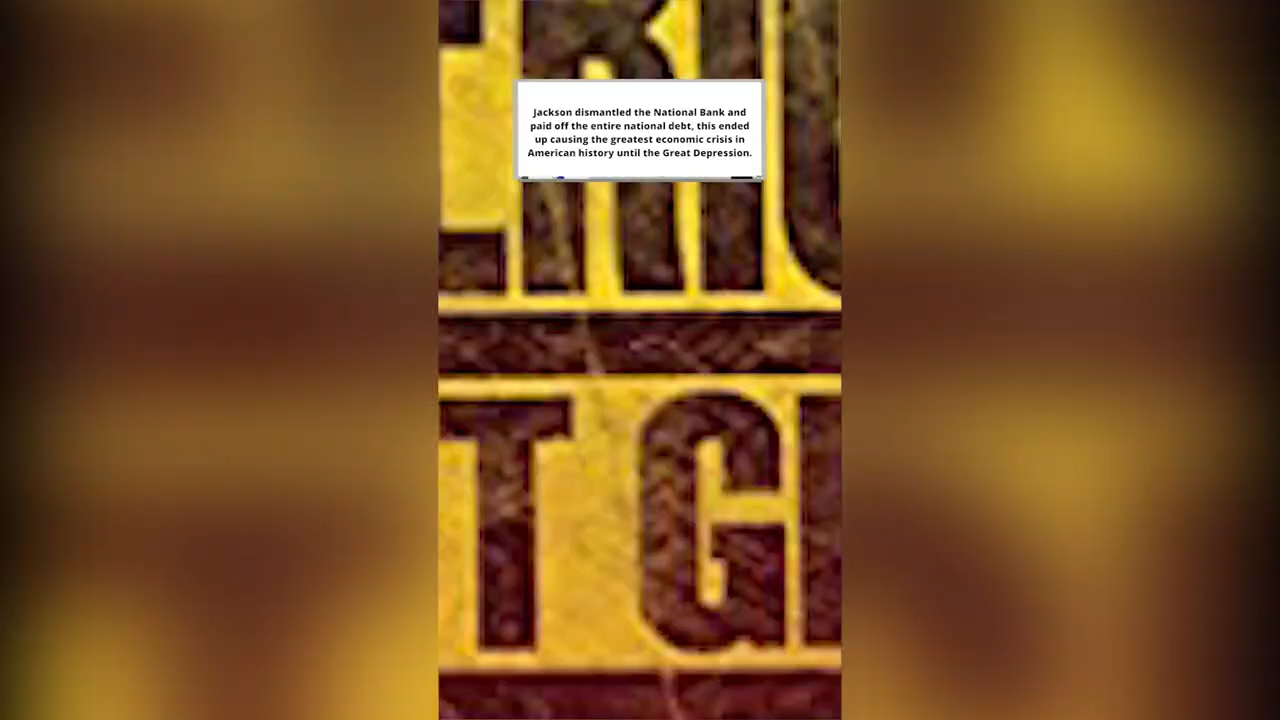 ERIC
Jackson dismantled the National Bank and
paid off the entire national debt, this ended
up causing the greatest economic crisis in
American history until the Great Depression.
T G